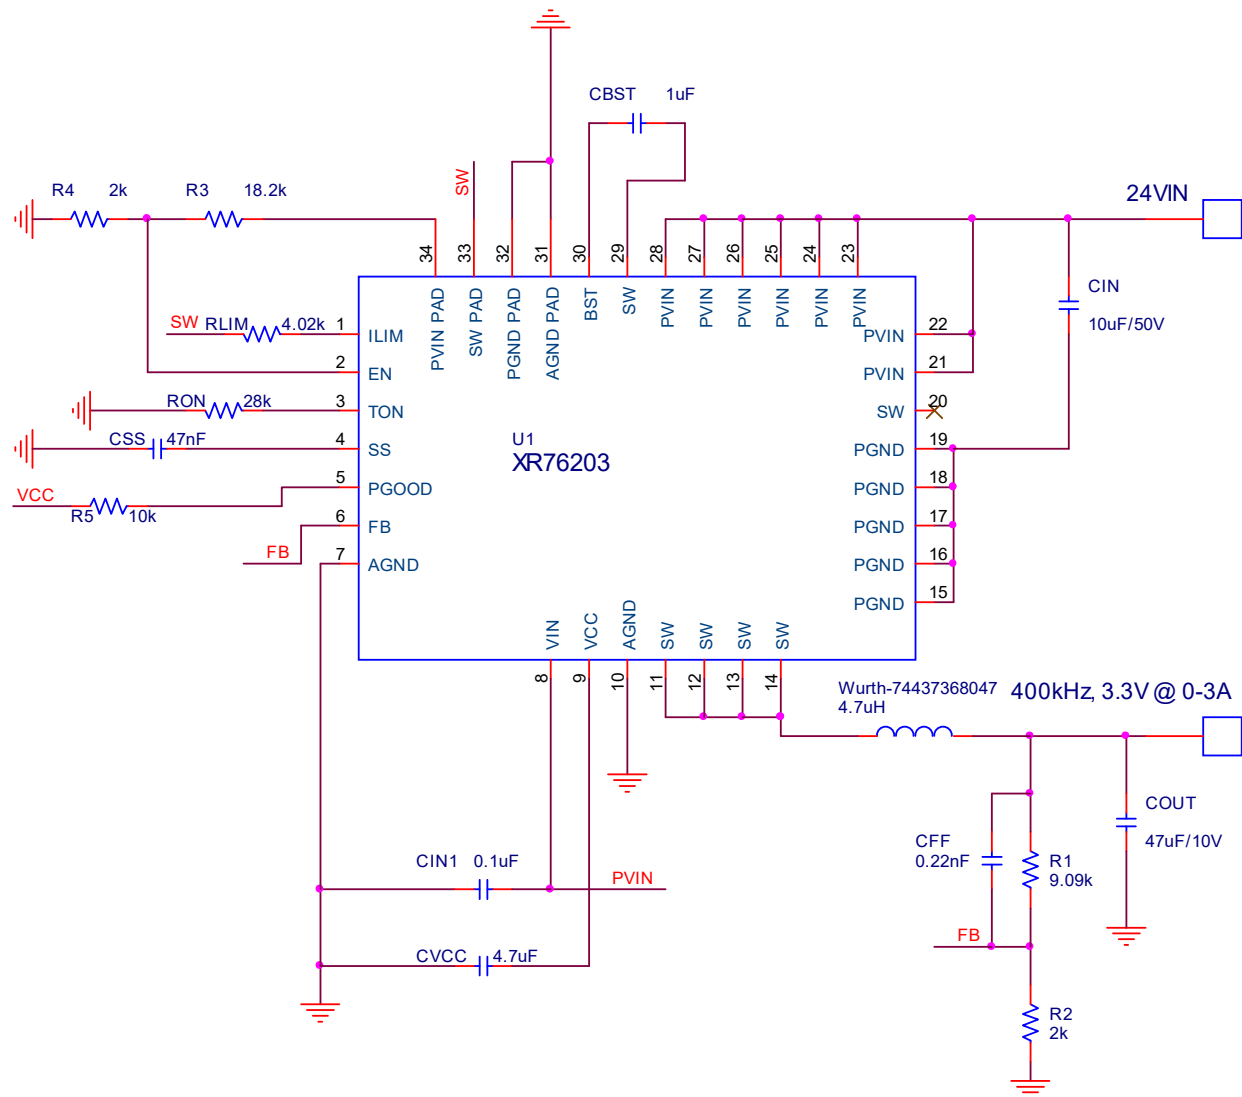 CBST 1uF
R4 2k R3 18.2k
SW
24VIN
34 33 32 31 30 29 28 27 26 25 24 23
PVIN PAD
SW PAD
PGND PAD
AGND PAD
BST
SW
PVIN
PVIN
PVIN
PVIN
PVIN
PVIN
CIN
10uF/50V
SW RLIM 4.02k 1 ILIM
2 EN
RON 28k 3 TON
CSS 47nF 4 SS
VCC R5 10k 5 PGOOD
FB 6 FB
7 AGND
U1
XR76203
PVIN 22
PVIN 21
SW 20
PGND 19
PGND 18
PGND 17
PGND 16
PGND 15
VIN
VCC
AGND
SW
SW
SW
SW
8 9 10 11 12 13 14
Wurth-74437368047
4.7uH
400kHz, 3.3V @ 0-3A
COUT
47uF/10V
CFF
0.22nF
R1
9.09k
CIN1 0.1uF
PVIN
FB
CVCC 4.7uF
R2
2k